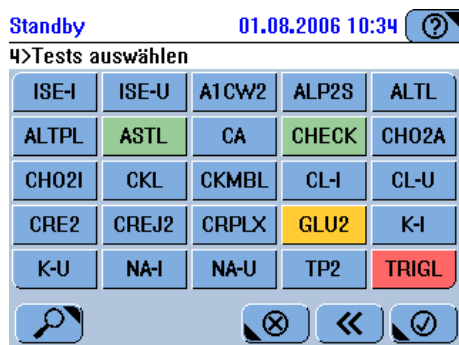 Standby 01.08.2006 10:34 ?
4>Tests auswählen
ISE-I ISE-U A1CW2 ALP2S ALTL
ALTPL ASTL CA CHECK CHO2A
CHO2I CKL CKMBL CL-I CL-U
CRE2 CREJ2 CRPLX GLU2 K-I
K-U NA-I NA-U TP2 TRIGL